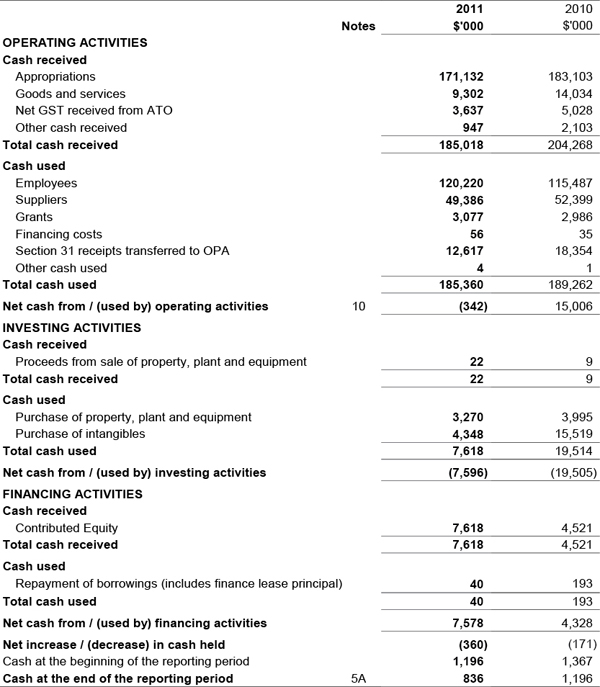 2011 2010
Notes $'000 $'000
OPERATING ACTIVITIES
Cash received
Appropriations 171,132 183,103
Goods and services 9,302 14,034
Net GST received from ATO 3,637 5,028
Other cash received 947 2,103
Total cash received 185,018 204,268
Cash used
Employees 120,220 115,487
Suppliers 49,386 52,399
Grants 3,077 2,986
Financing costs 56 35
Section 31 receipts transferred to OPA 12,617 18,354
Other cash used 4 1
Total cash used 185,360 189,262
Net cash from / (used by) operating activities 10 (342) 15,006
INVESTING ACTIVITIES
Cash received
Proceeds from sale of property, plant and equipment 22 9
Total cash received 22 9
Cash used
Purchase of property, plant and equipment 3,270 3,995
Purchase of intangibles 4,348 15,519
Total cash used 7,618 19,514
Net cash from / (used by) investing activities (7,596) (19,505)
FINANCING ACTIVITIES
Cash received
Contributed Equity 7,618 4,521
Total cash received 7,618 4,521
Cash used
Repayment of borrowings (includes finance lease principal) 40 193
Total cash used 40 193
Net cash from / (used by) financing activities 7,578 4,328
Net increase / (decrease) in cash held (360) (171)
Cash at the beginning of the reporting period 1,196 1,367
Cash at the end of the reporting period 5A 836 1,196